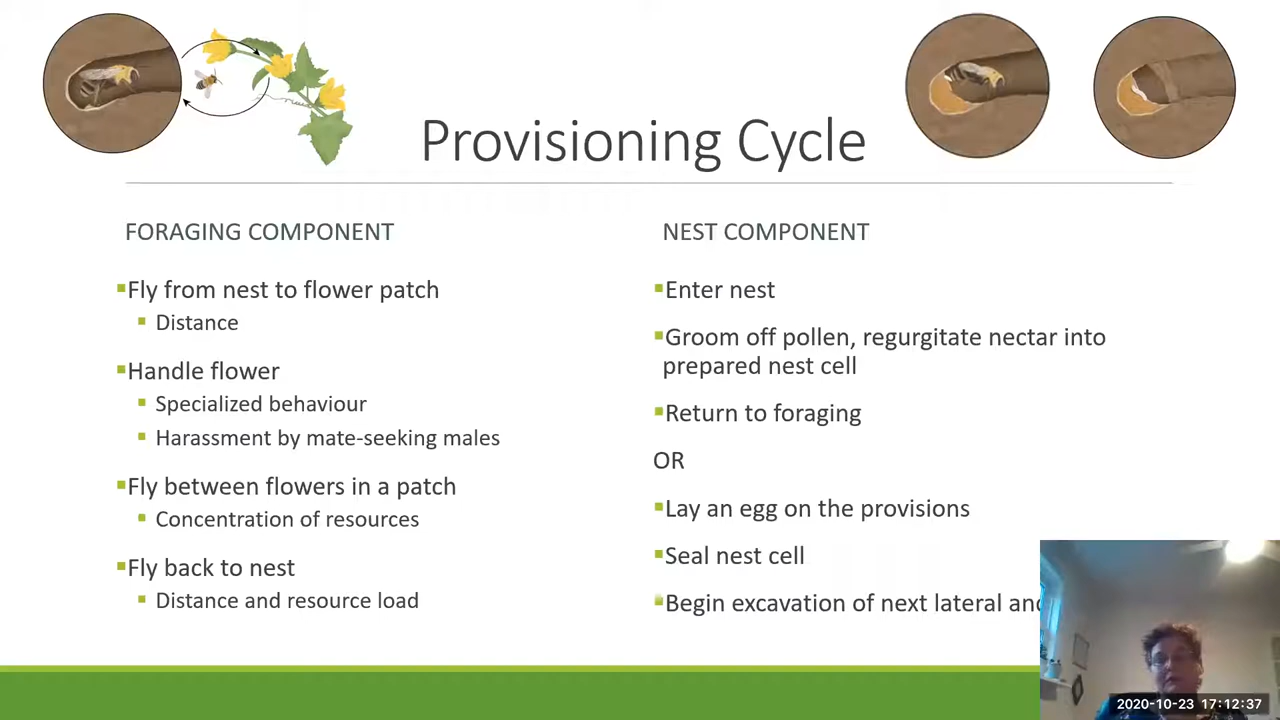 Provisioning Cycle
FORAGING COMPONENT
Fly from nest to flower patch
Distance
Handle flower
Specialized behaviour
Harassment by mate-seeking males
Fly between flowers in a patch
Concentration of resources
Fly back to nest
Distance and resource load
NEST COMPONENT
Enter nest
Groom off pollen, regurgitate nectar into
prepared nest cell
Return to foraging
OR
Lay an egg on the provisions
Seal nest cell
Begin excavation of next lateral
2020-10-23 17:12:37